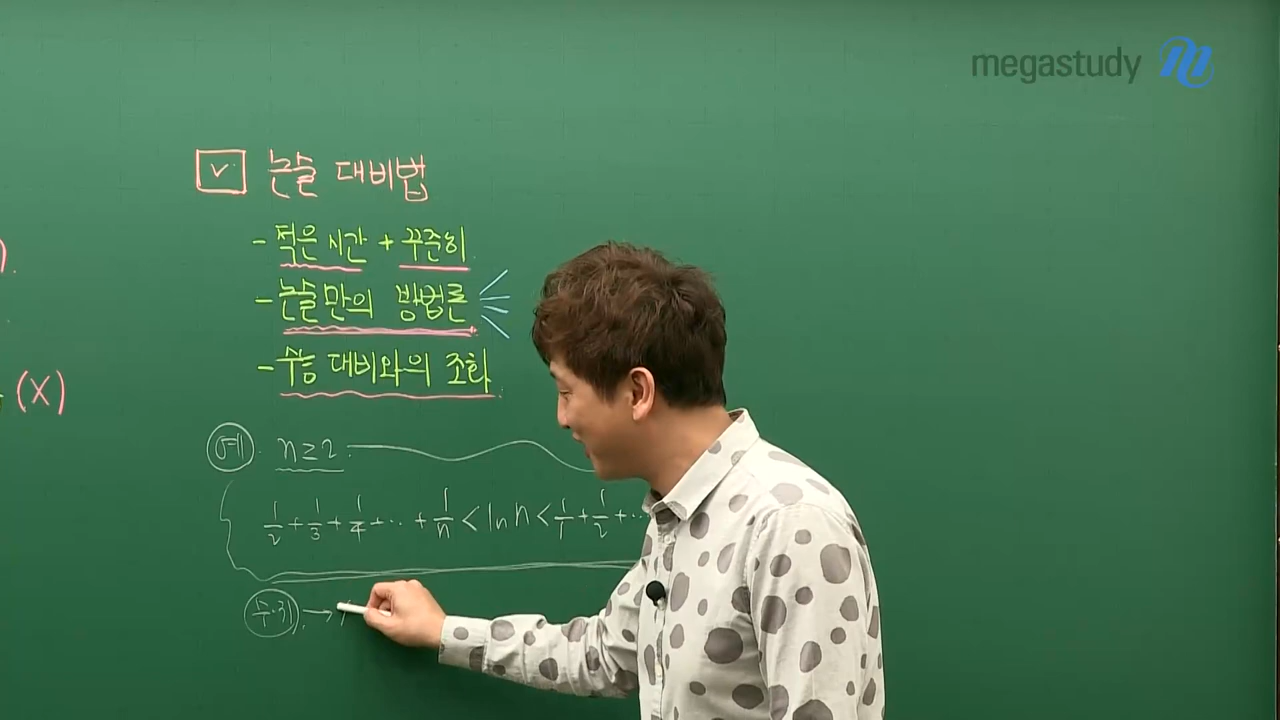 megastudy
논술 대비법
- 적은 시간 + 꾸준히
- 논술만의 방법론
- 수능 대비와의 조화
(X)
예 n≥2
1/2 + 1/3 + 1/4 + ... + 1/n < ln n < 1/1 + 1/2 + ...
수·귀 →